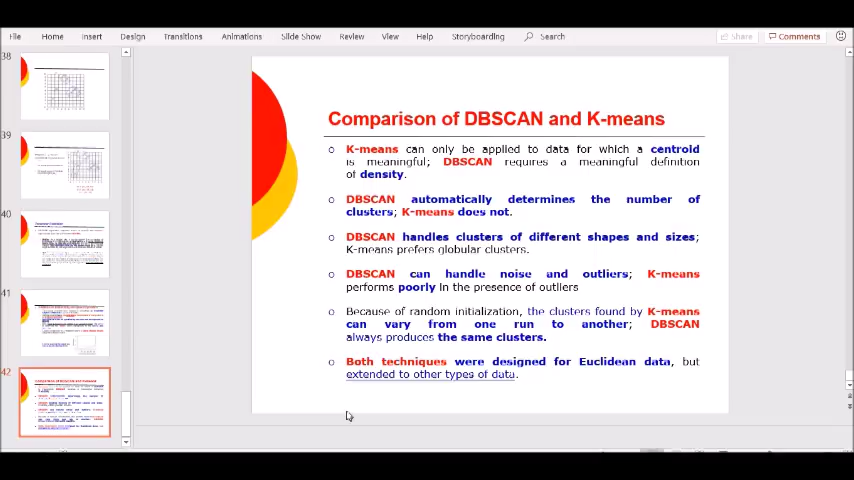 File Home Insert Design Transitions Animations Slide Show Review View Help Storyboarding Search Share Comments
38
39
40
41
42
Comparison of DBSCAN and K-means
o K-means can only be applied to data for which a centroid
is meaningful; DBSCAN requires a meaningful definition
of density.
o DBSCAN automatically determines the number of
clusters; K-means does not.
o DBSCAN handles clusters of different shapes and sizes;
K-means prefers globular clusters.
o DBSCAN can handle noise and outliers; K-means
performs poorly in the presence of outliers
o Because of random initialization, the clusters found by K-means
can vary from one run to another; DBSCAN
always produces the same clusters.
o Both techniques were designed for Euclidean data, but
extended to other types of data.